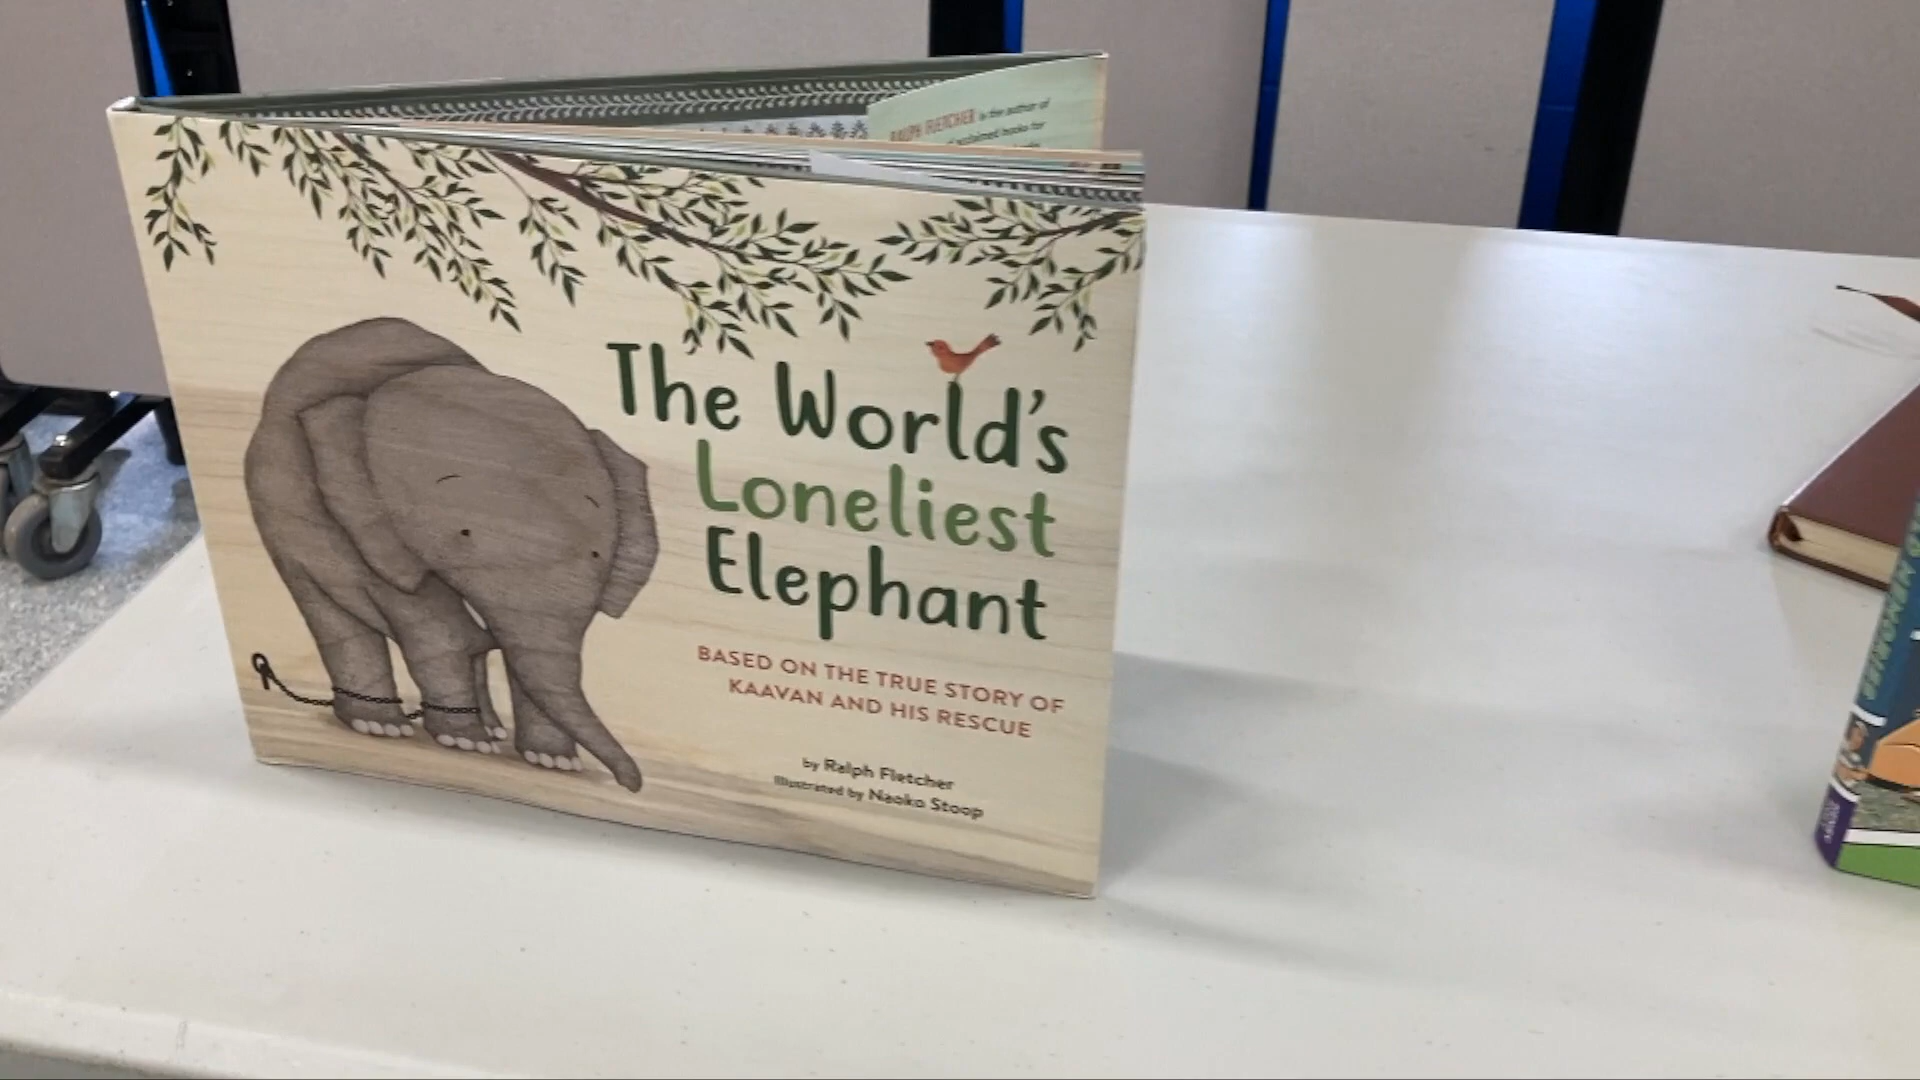 RALPH FLETCHER is the author of
The World's
Loneliest
Elephant
BASED ON THE TRUE STORY OF
KAAVAN AND HIS RESCUE
by Ralph Fletcher
Illustrated by Naoko Stoop
MEMORIES